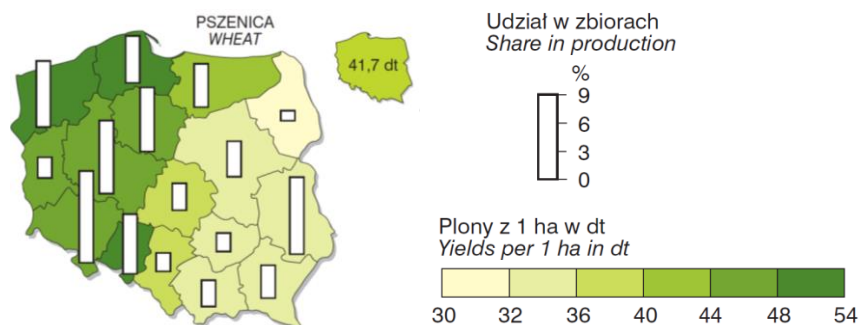 PSZENICA
WHEAT
41,7 dt
Udział w zbiorach
Share in production
%
9
6
3
0
Plony z 1 ha w dt
Yields per 1 ha in dt
30 32 36 40 44 48 54